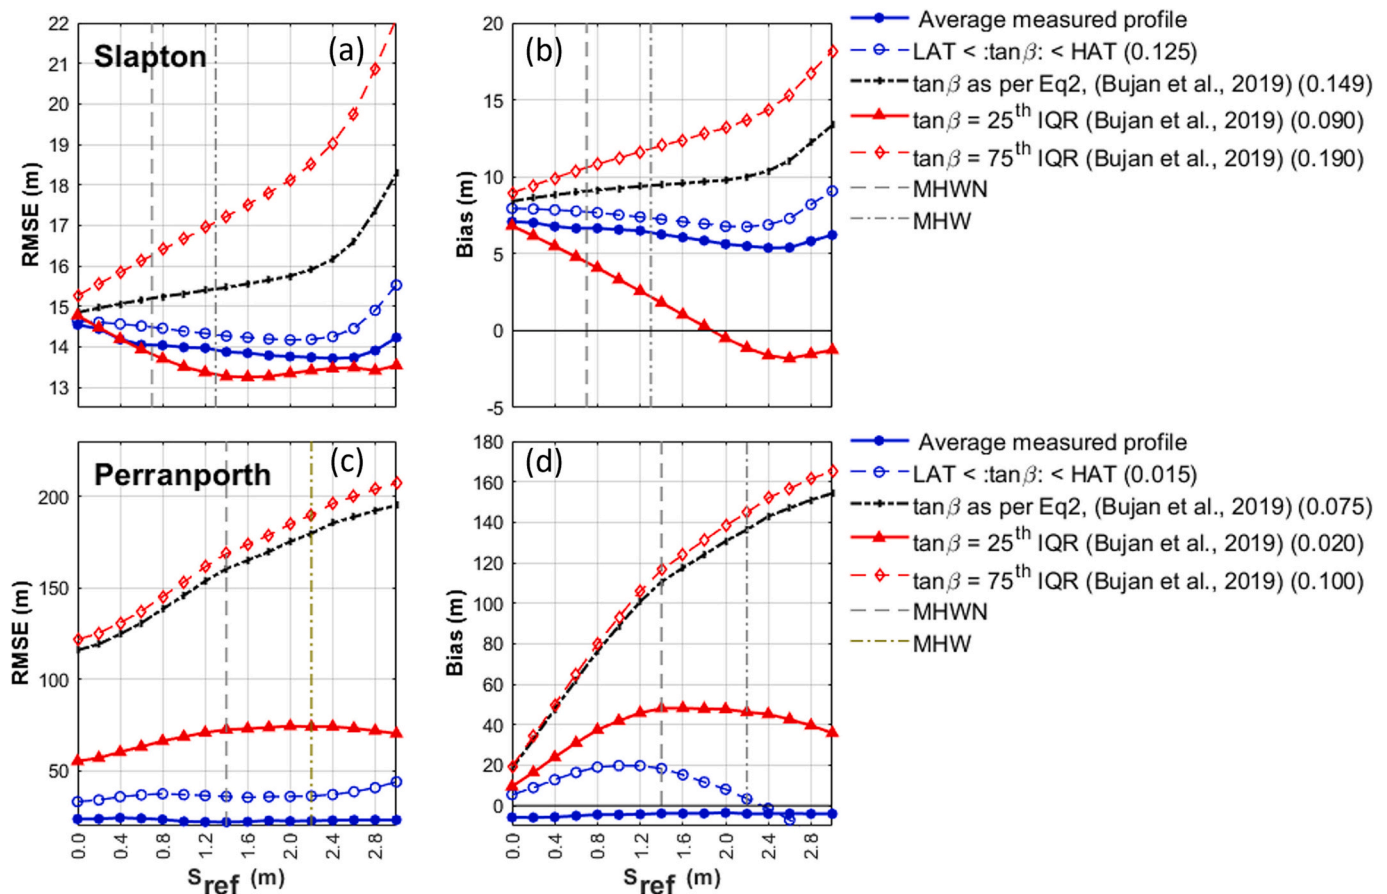 Slapton
(a)
RMSE (m)
22
21
20
19
18
17
16
15
14
13
(b)
Bias (m)
20
15
10
5
0
-5
Average measured profile
LAT < :tanβ: < HAT (0.125)
tanβ as per Eq2, (Bujan et al., 2019) (0.149)
tanβ = 25th IQR (Bujan et al., 2019) (0.090)
tanβ = 75th IQR (Bujan et al., 2019) (0.190)
MHWN
MHW
Perranporth
(c)
RMSE (m)
200
150
100
50
0.0 0.4 0.8 1.2 1.6 2.0 2.4 2.8
Sref (m)
(d)
Bias (m)
180
160
140
120
100
80
60
40
20
0
0.0 0.4 0.8 1.2 1.6 2.0 2.4 2.8
Sref (m)
Average measured profile
LAT < :tanβ: < HAT (0.015)
tanβ as per Eq2, (Bujan et al., 2019) (0.075)
tanβ = 25th IQR (Bujan et al., 2019) (0.020)
tanβ = 75th IQR (Bujan et al., 2019) (0.100)
MHWN
MHW